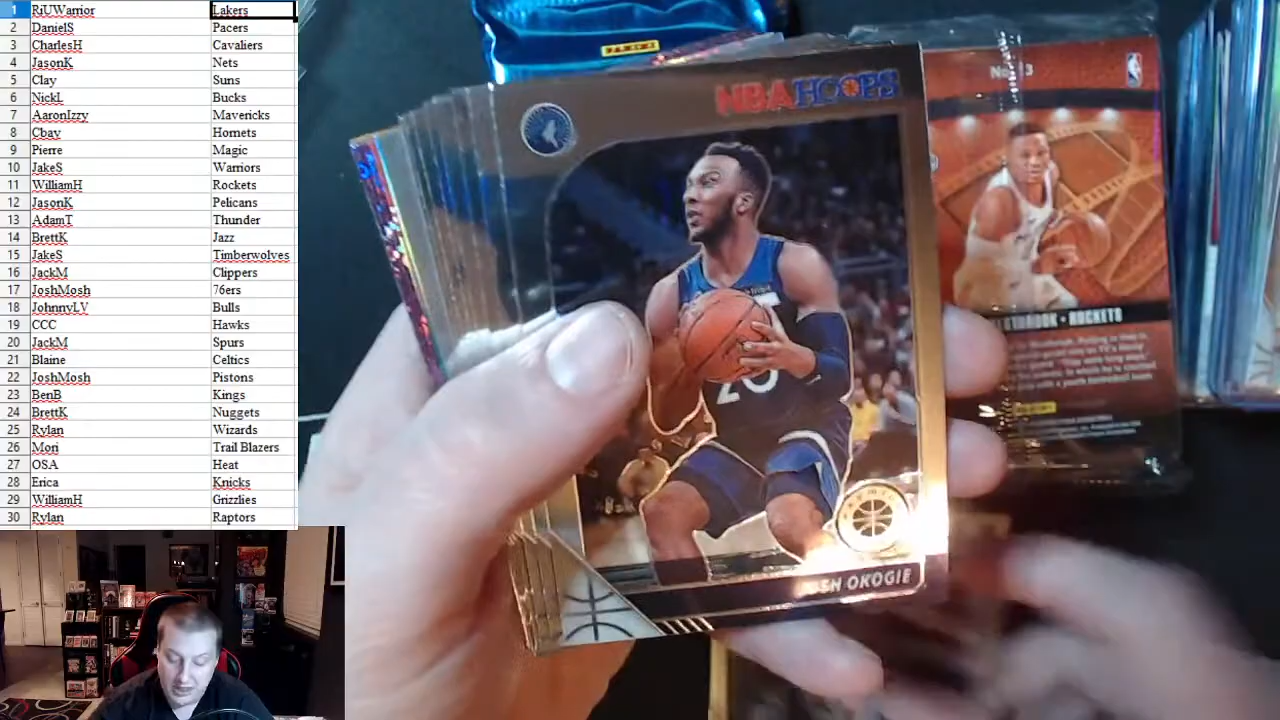 1 RiUWarrior Lakers
2 DanielS Pacers
3 CharlesH Cavaliers
4 JasonK Nets
5 Clay Suns
6 NickL Bucks
7 AaronIzzy Mavericks
8 Cbay Hornets
9 Pierre Magic
10 JakeS Warriors
11 WilliamH Rockets
12 JasonK Pelicans
13 AdamT Thunder
14 BrettK Jazz
15 JakeS Timberwolves
16 JackM Clippers
17 JoshMosh 76ers
18 JohnnyLV Bulls
19 CCC Hawks
20 JackM Spurs
21 Blaine Celtics
22 JoshMosh Pistons
23 BenB Kings
24 BrettK Nuggets
25 Rylan Wizards
26 Mori Trail Blazers
27 OSA Heat
28 Erica Knicks
29 WilliamH Grizzlies
30 Rylan Raptors
PANINI
NBA HOOPS
20
OKOGIE
No.
ROCKETS